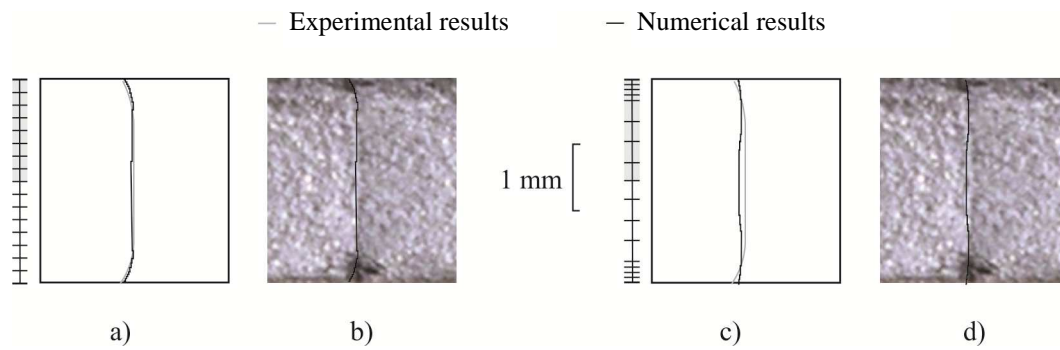 — Experimental results — Numerical results
1 mm
a) b) c) d)